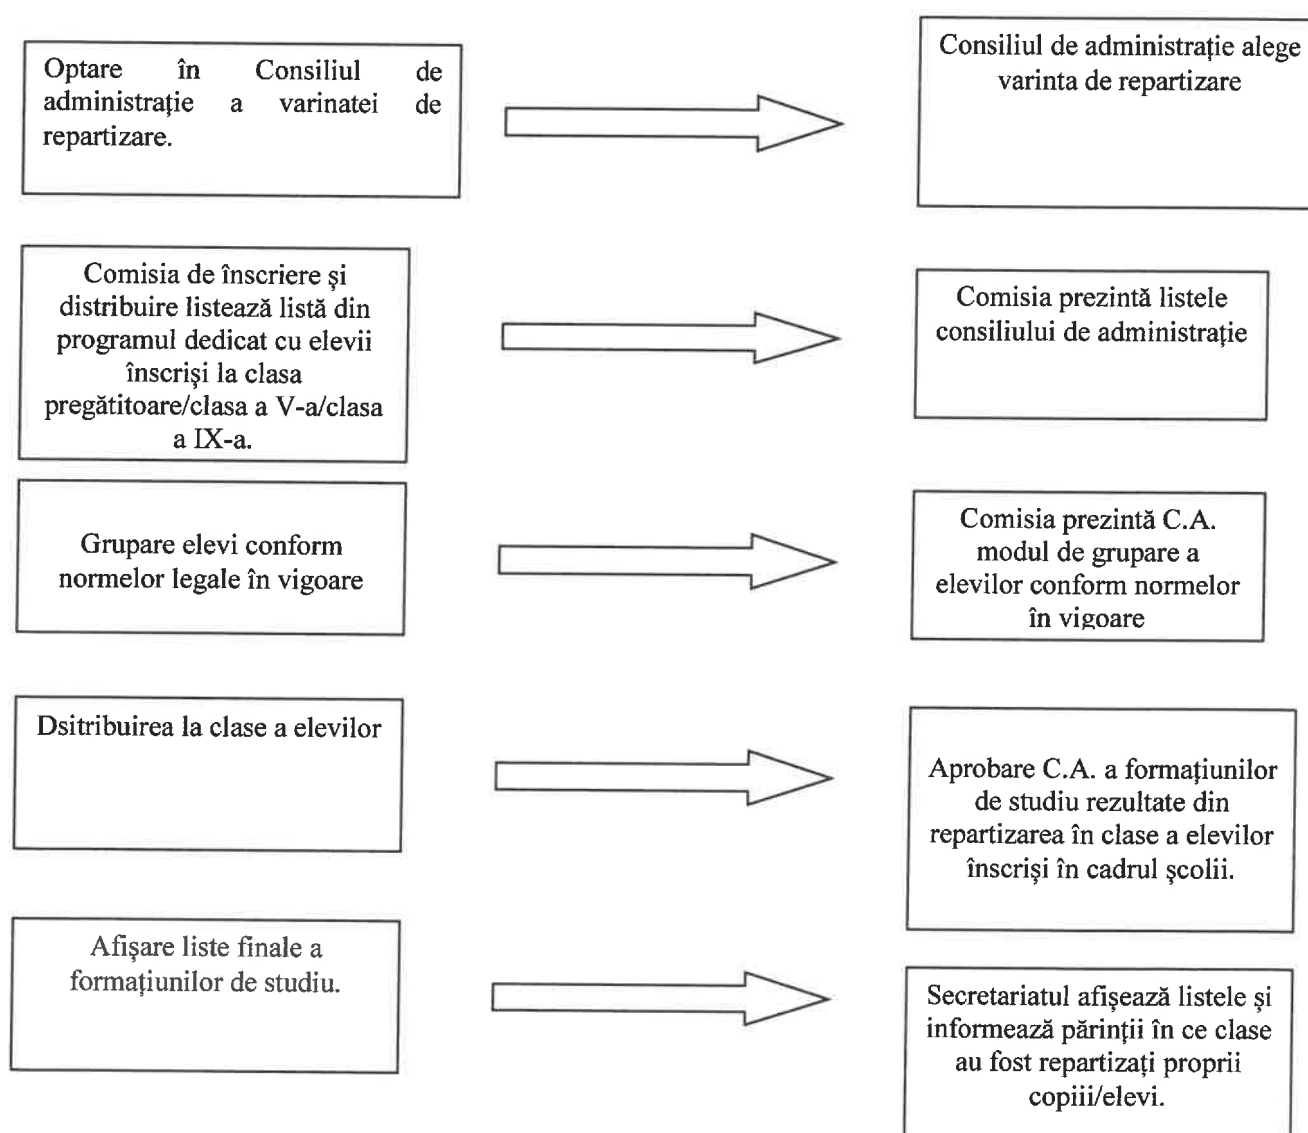 Optare în Consiliul de
administrație a varinatei de
repartizare.
Consiliul de administrație alege
varinta de repartizare
Comisia de înscriere și
distribuire listează listă din
programul dedicat cu elevii
înscriși la clasa
pregătitoare/clasa a V-a/clasa
a IX-a.
Comisia prezintă listele
consiliului de administrație
Grupare elevi conform
normelor legale în vigoare
Comisia prezintă C.A.
modul de grupare a
elevilor conform normelor
în vigoare
Dsitribuirea la clase a elevilor
Aprobare C.A. a formațiunilor
de studiu rezultate din
repartizarea în clase a elevilor
înscriși în cadrul școlii.
Afișare liste finale a
formațiunilor de studiu.
Secretariatul afișează listele și
informează părinții în ce clase
au fost repartizați proprii
copiii/elevi.